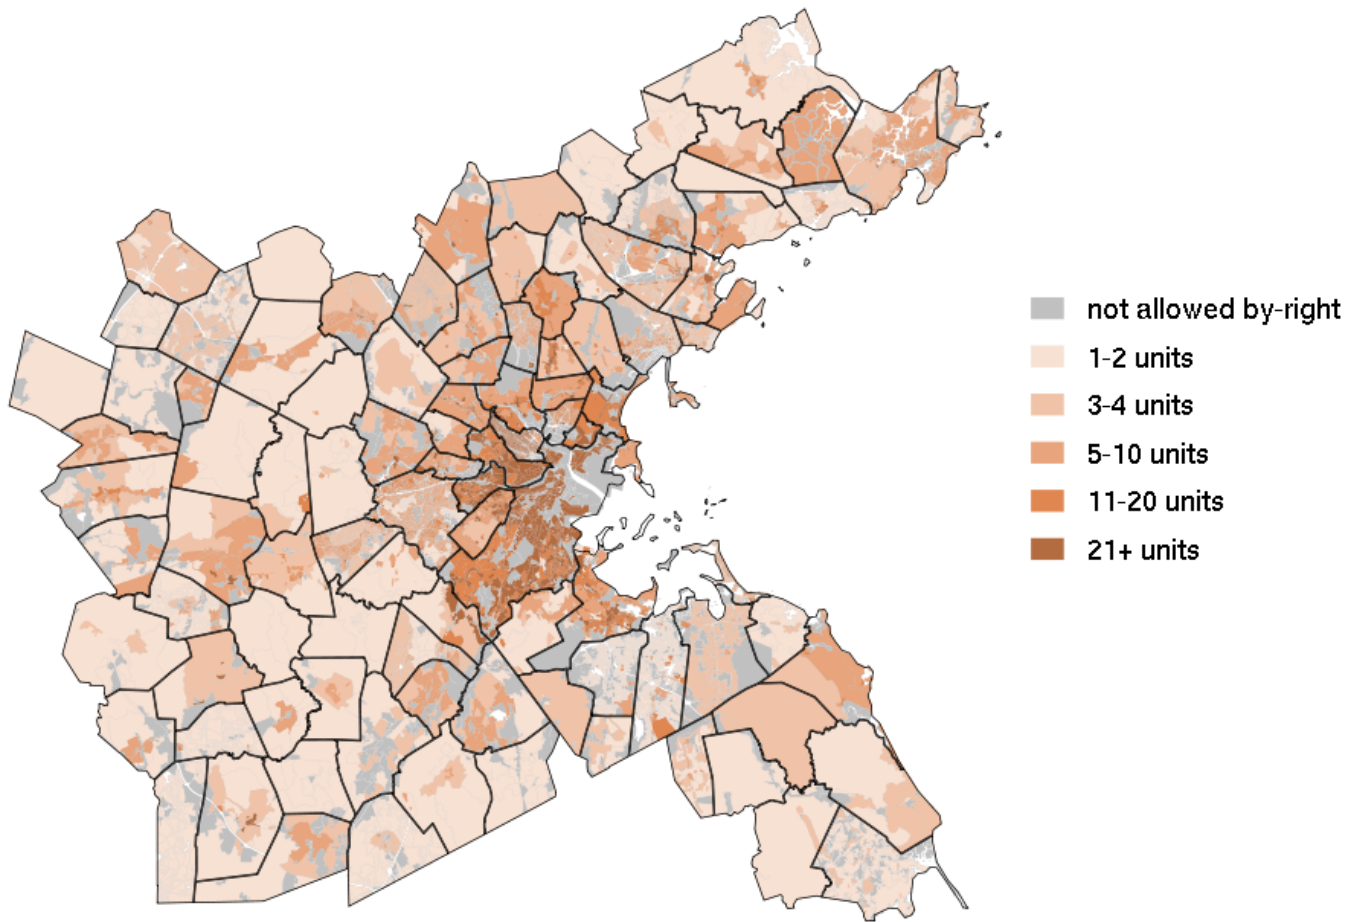 not allowed by-right
1-2 units
3-4 units
5-10 units
11-20 units
21+ units